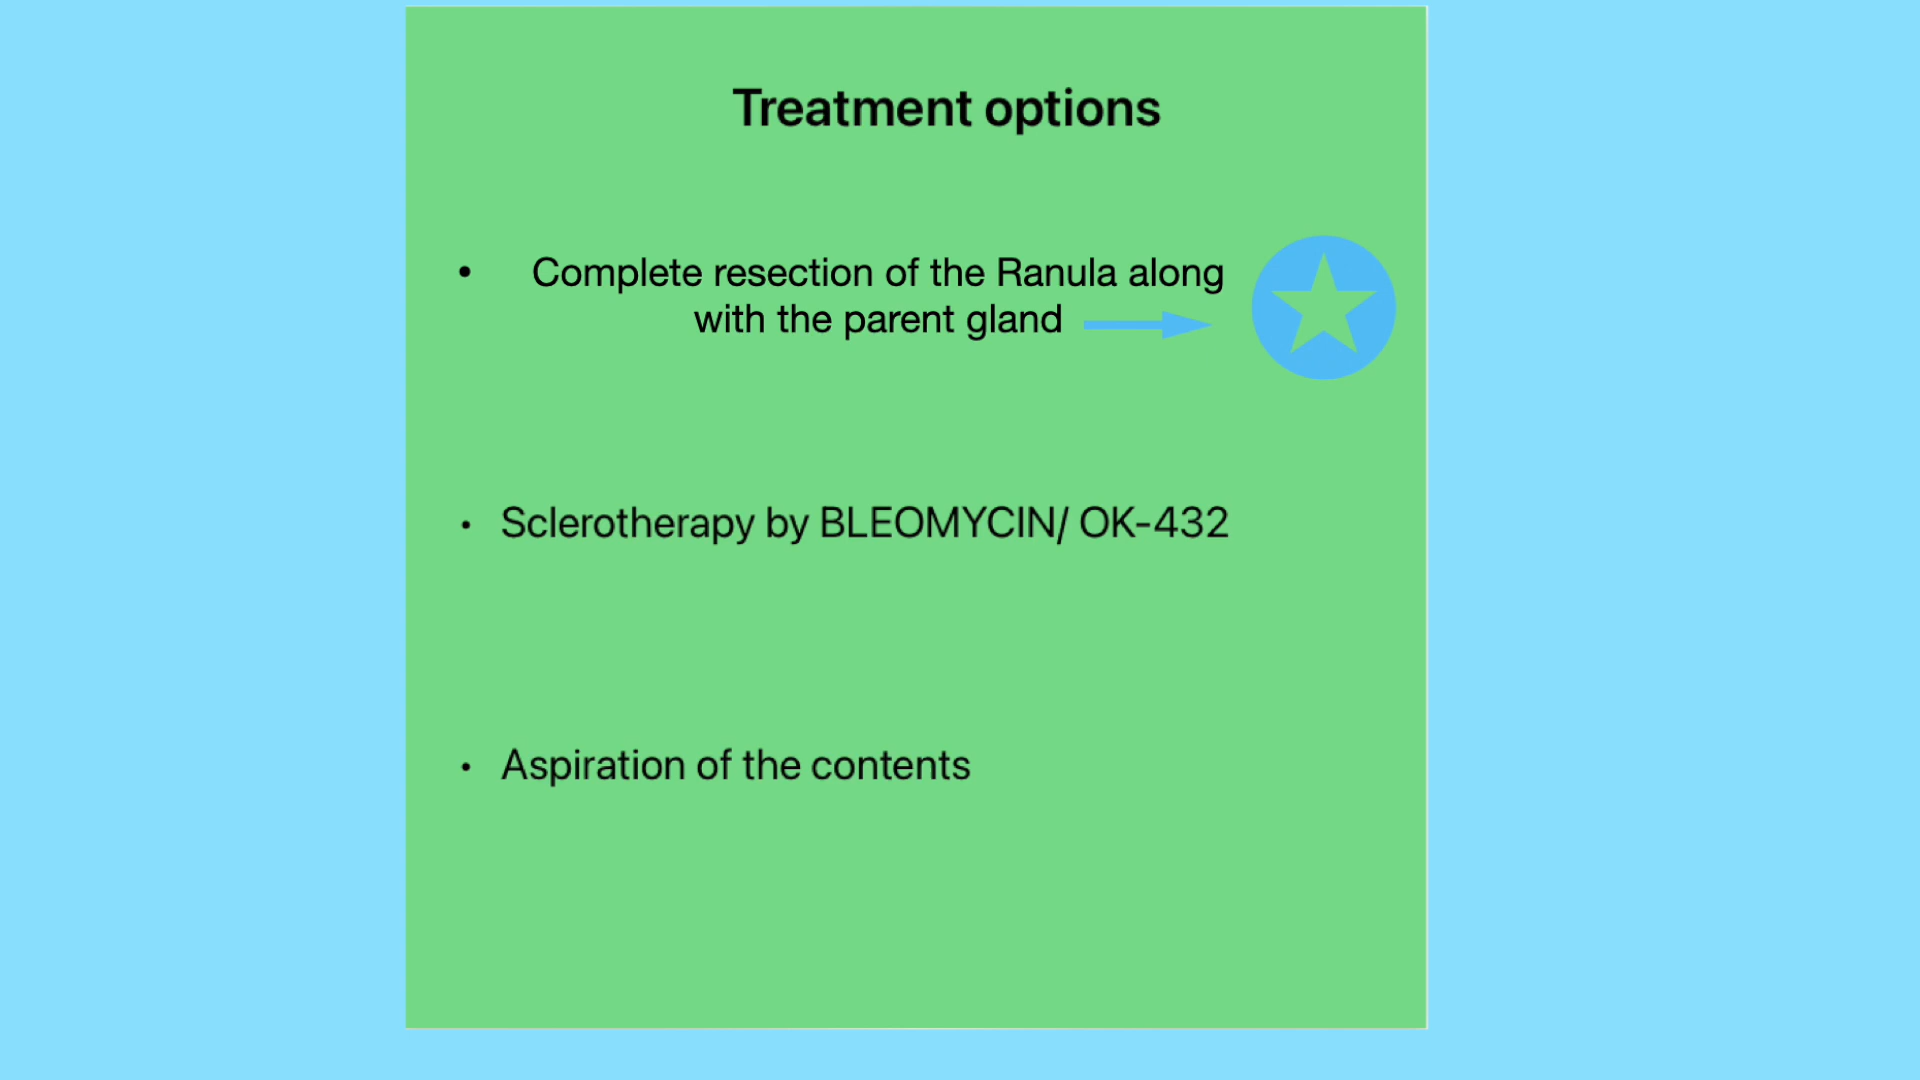 Treatment options
• Complete resection of the Ranula along
with the parent gland
• Sclerotherapy by BLEOMYCIN/ OK-432
• Aspiration of the contents